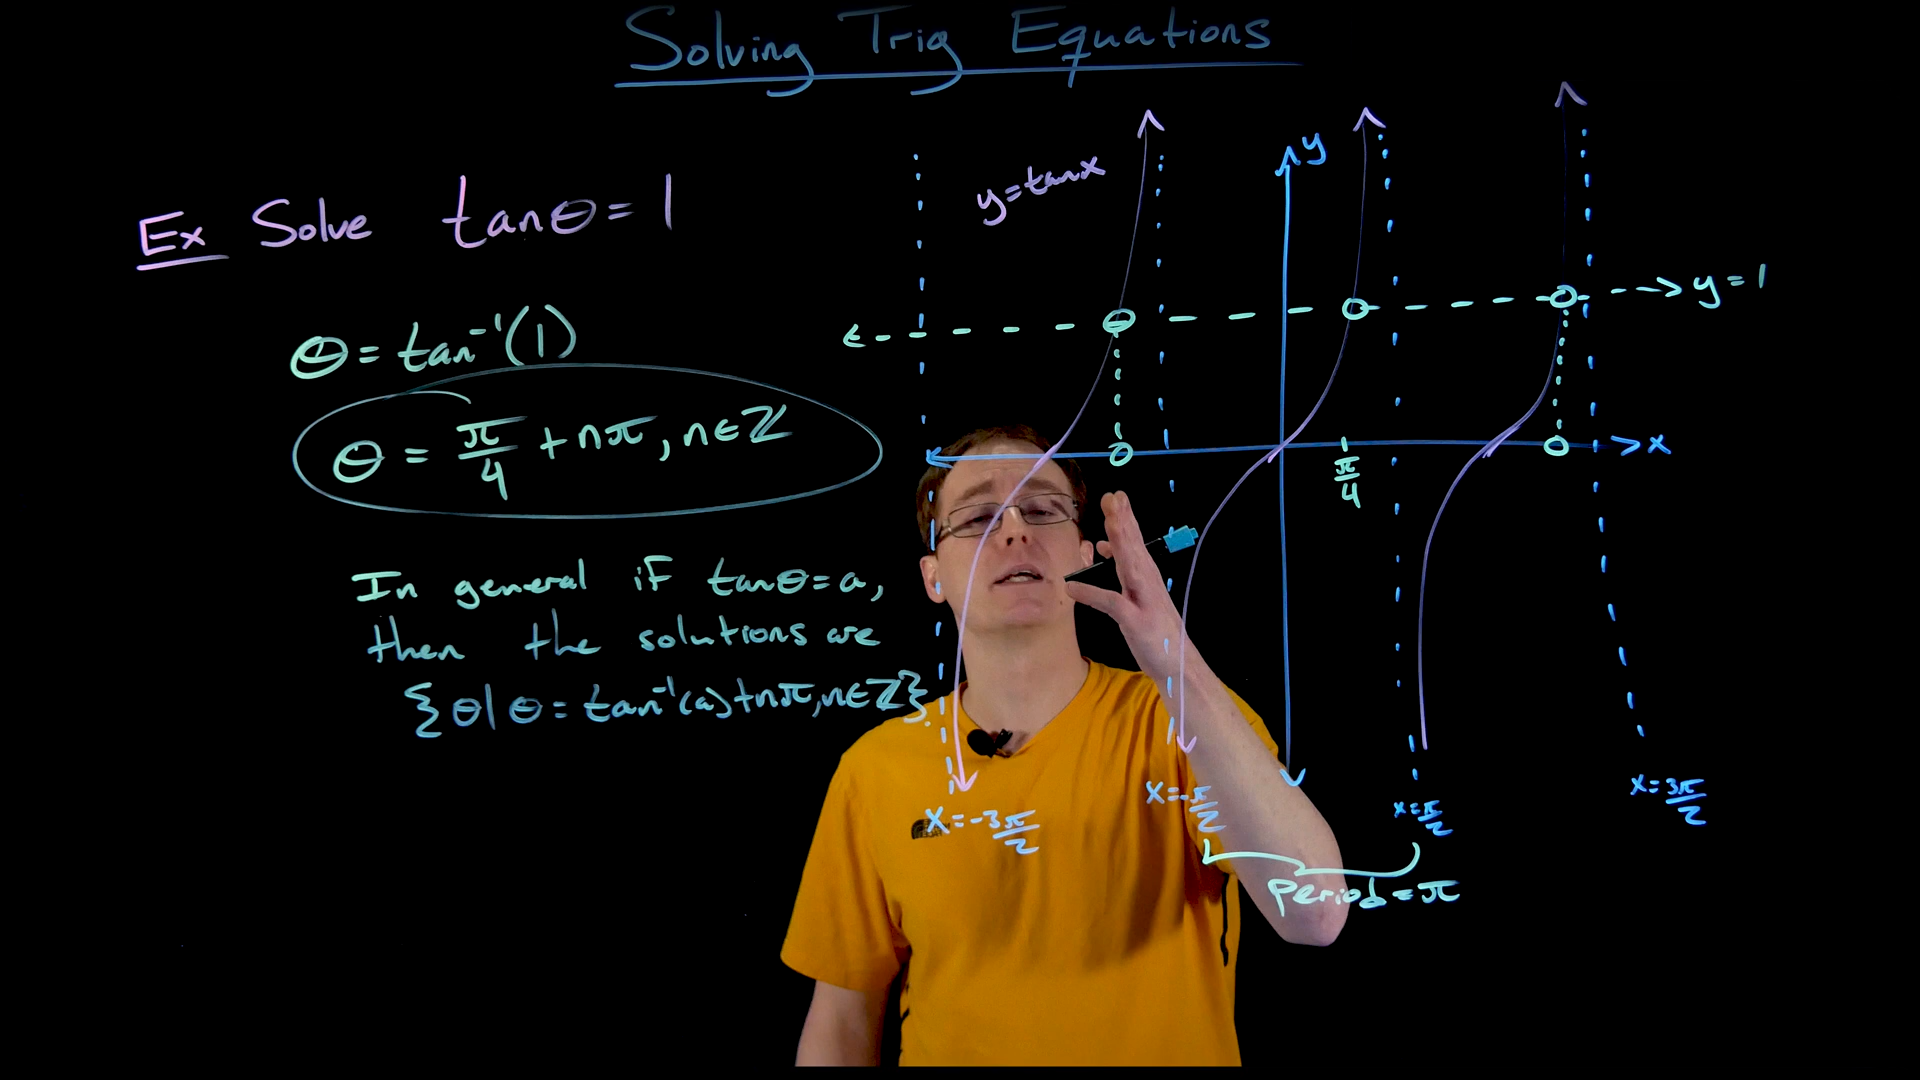 Solving Trig Equations
Ex Solve tanθ = 1
θ = tan⁻¹(1)
θ = π/4 + nπ, n∈ℤ
In general if tanθ = a,
then the solutions are
{θ | θ = tan⁻¹(a) + nπ, n∈ℤ}.
y = tanx
y
y = 1
x
π/4
x = -3π/2
x = -π/2
x = π/2
x = 3π/2
period = π